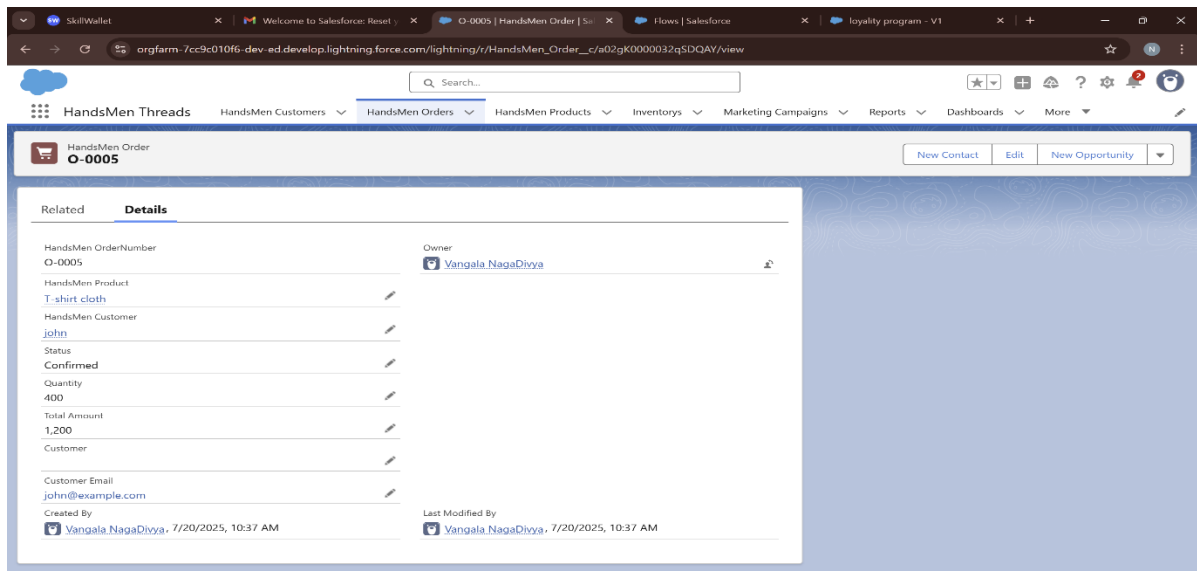 SkillWallet
Welcome to Salesforce: Reset y
O-0005 | HandsMen Order | Sal
Flows | Salesforce
loyality program - V1
orgfarm-7cc9c010f6-dev-ed.develop.lightning.force.com/lightning/r/HandsMen_Order__c/a02gK0000032qSDQAY/view
N
Search...
2
HandsMen Threads
HandsMen Customers
HandsMen Orders
HandsMen Products
Inventorys
Marketing Campaigns
Reports
Dashboards
More
HandsMen Order
O-0005
New Contact
Edit
New Opportunity
Related
Details
HandsMen OrderNumber
O-0005
Owner
Vangala NagaDivya
HandsMen Product
T-shirt cloth
HandsMen Customer
john
Status
Confirmed
Quantity
400
Total Amount
1,200
Customer
Customer Email
john@example.com
Created By
Vangala NagaDivya, 7/20/2025, 10:37 AM
Last Modified By
Vangala NagaDivya, 7/20/2025, 10:37 AM